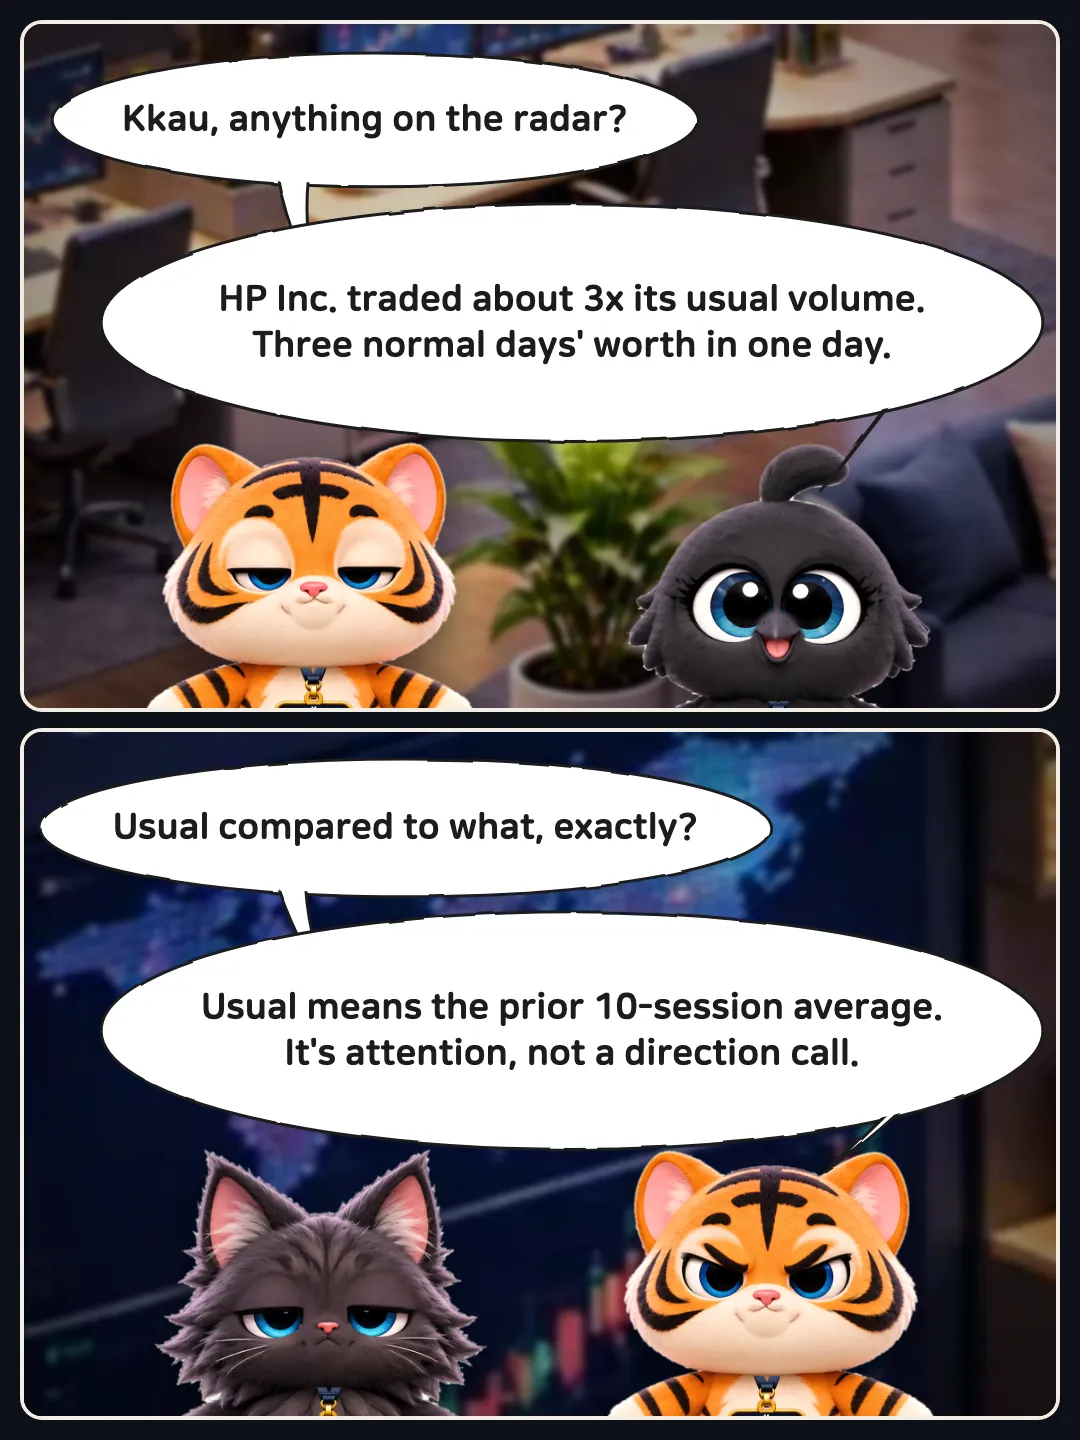 Kkau, anything on the radar?
HP Inc. traded about 3x its usual volume.
Three normal days' worth in one day.
Usual compared to what, exactly?
Usual means the prior 10-session average.
It's attention, not a direction call.